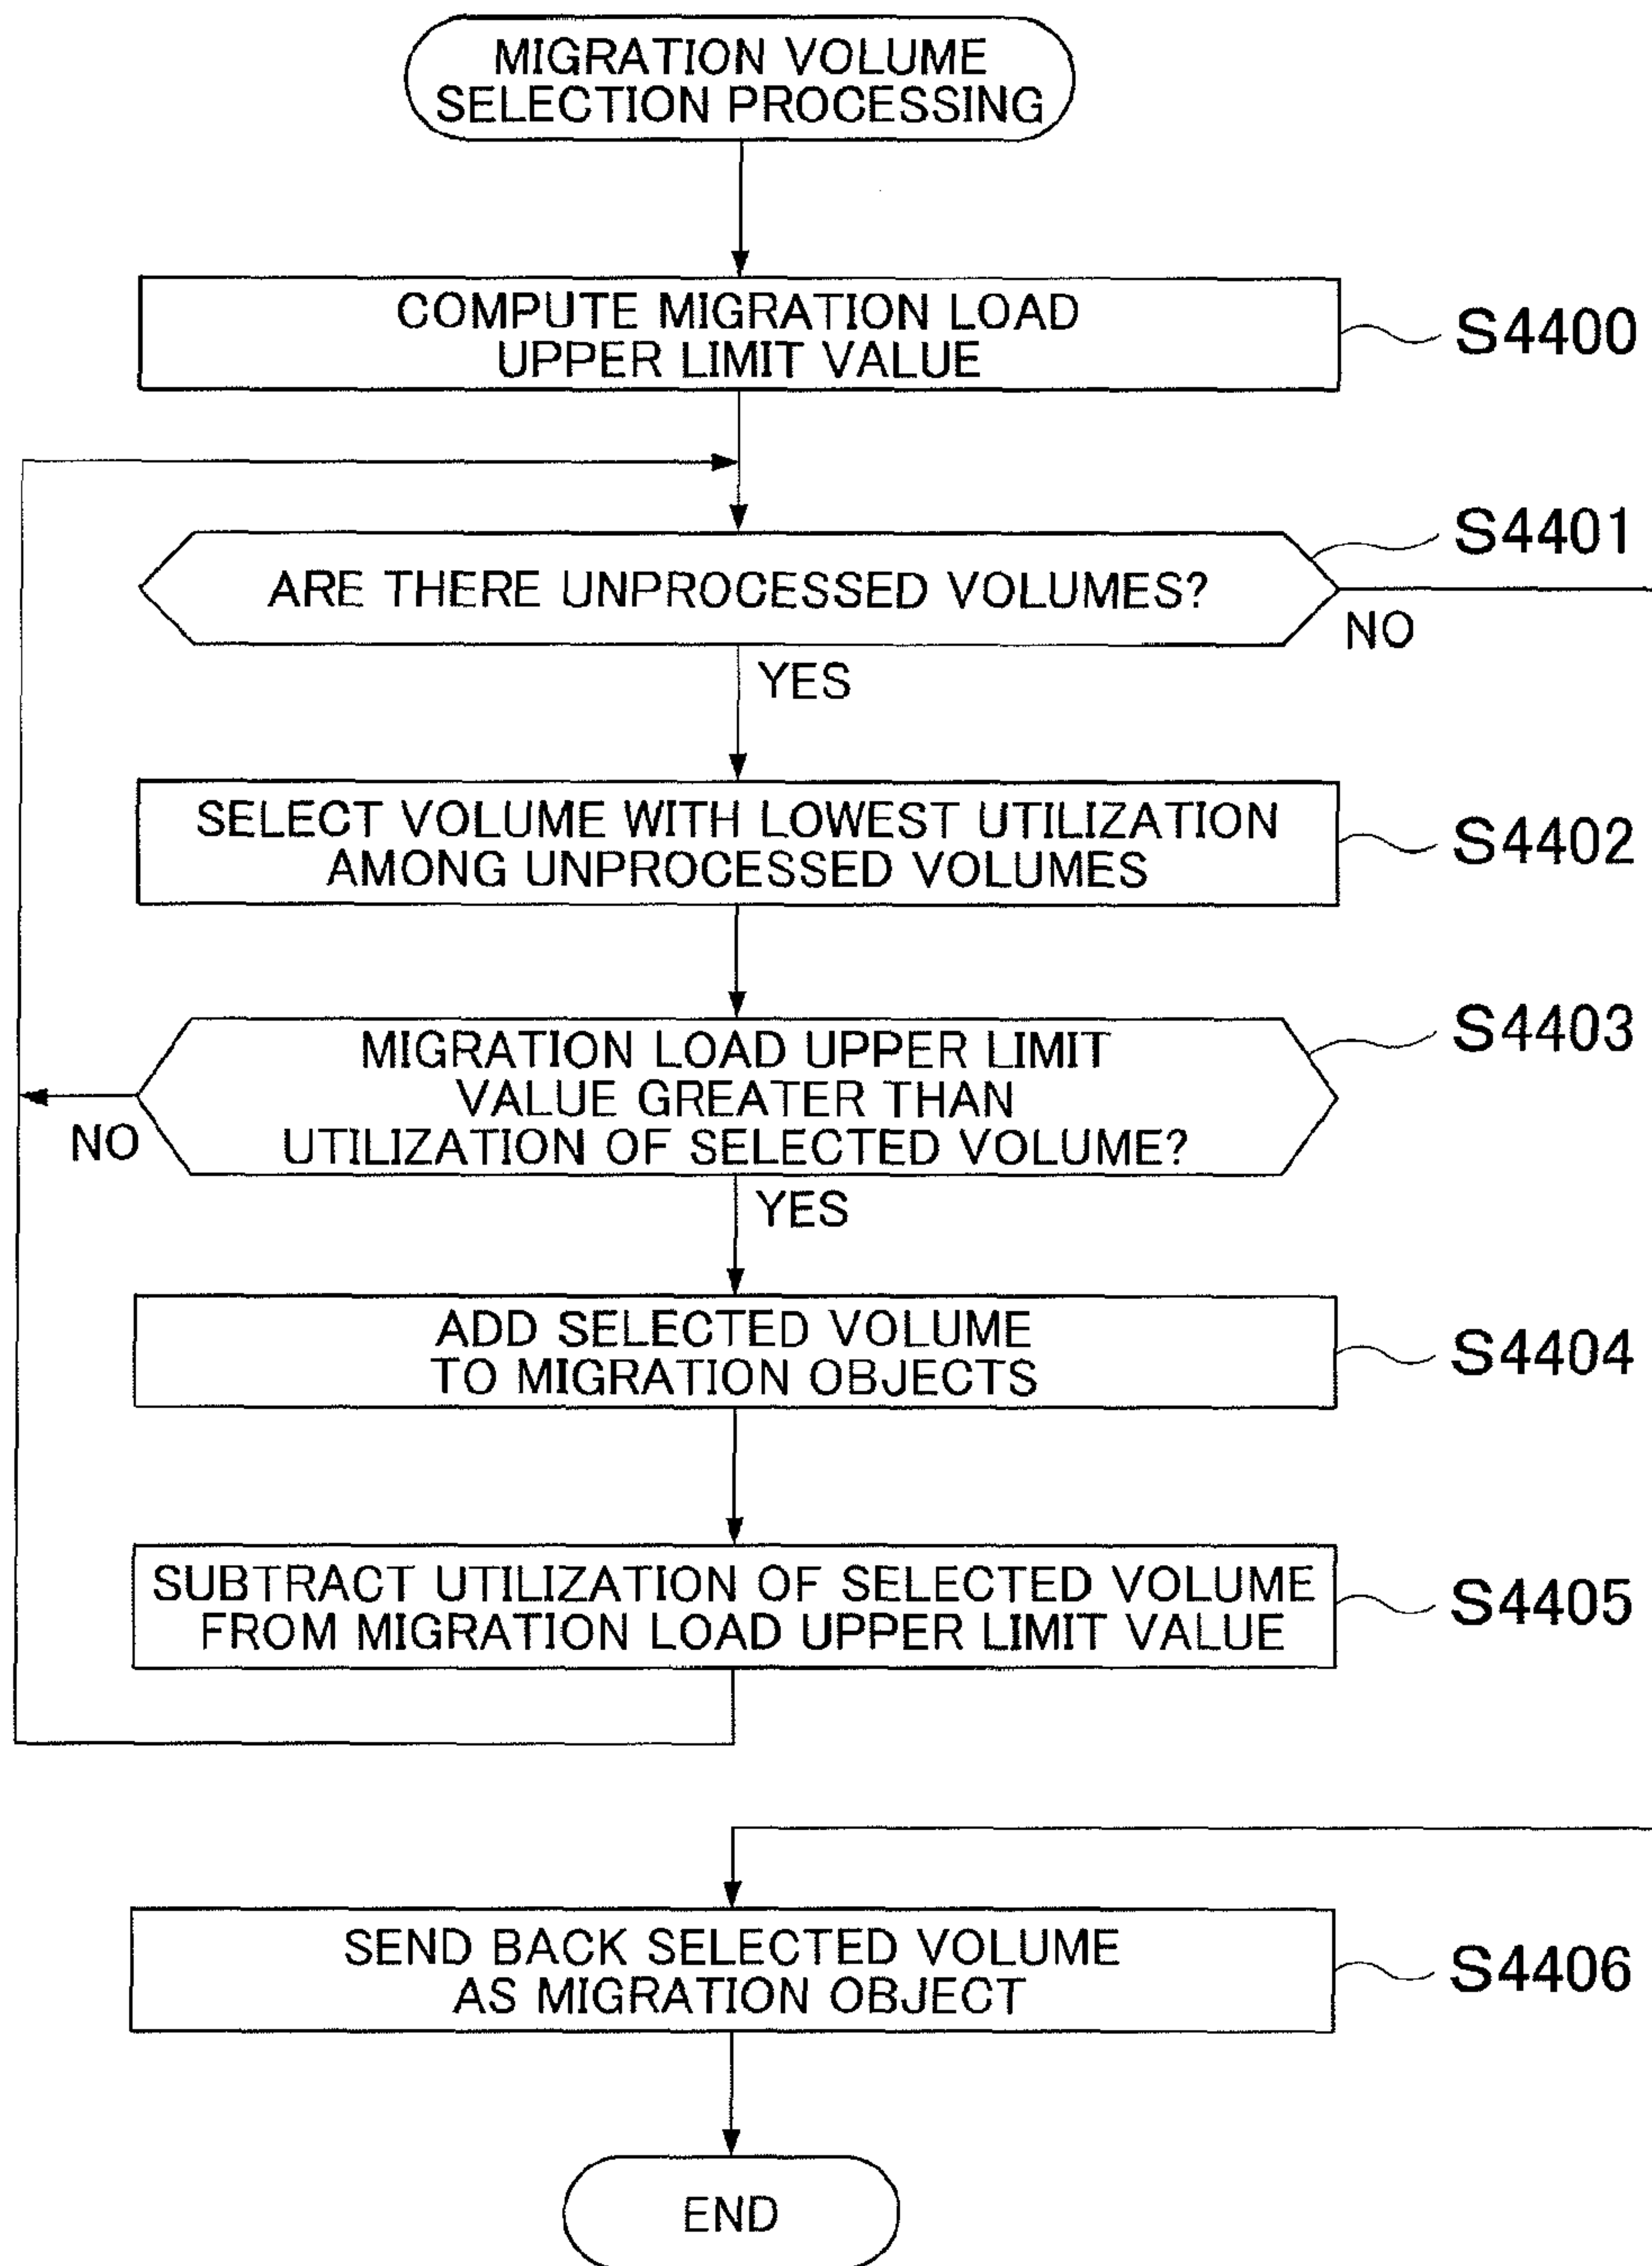 MIGRATION VOLUME
SELECTION PROCESSING
COMPUTE MIGRATION LOAD
UPPER LIMIT VALUE
S4400
S4401
ARE THERE UNPROCESSED VOLUMES?
NO
YES
SELECT VOLUME WITH LOWEST UTILIZATION
AMONG UNPROCESSED VOLUMES
S4402
S4403
MIGRATION LOAD UPPER LIMIT
VALUE GREATER THAN
UTILIZATION OF SELECTED VOLUME?
NO
YES
ADD SELECTED VOLUME
TO MIGRATION OBJECTS
S4404
SUBTRACT UTILIZATION OF SELECTED VOLUME
FROM MIGRATION LOAD UPPER LIMIT VALUE
S4405
SEND BACK SELECTED VOLUME
AS MIGRATION OBJECT
S4406
END